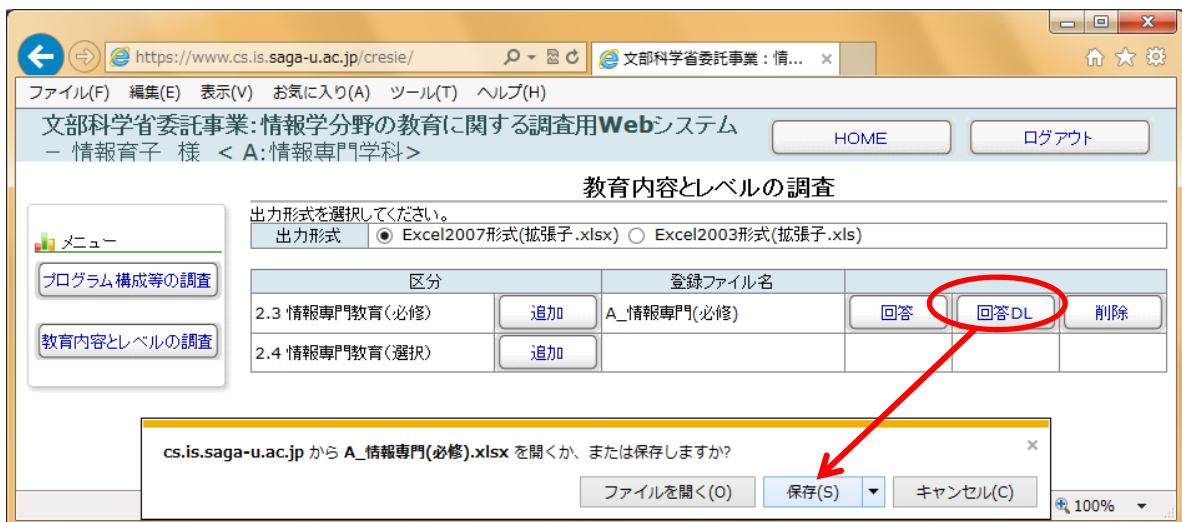 https://www.cs.is.saga-u.ac.jp/cresie/
文部科学省委託事業：情...
ファイル(F) 編集(E) 表示(V) お気に入り(A) ツール(T) ヘルプ(H)
文部科学省委託事業:情報学分野の教育に関する調査用Webシステム
－ 情報育子 様 < A:情報専門学科>
HOME
ログアウト
教育内容とレベルの調査
メニュー
プログラム構成等の調査
教育内容とレベルの調査
出力形式を選択してください。
出力形式 Excel2007形式(拡張子.xlsx) Excel2003形式(拡張子.xls)
区分 登録ファイル名
2.3 情報専門教育(必修) 追加 A_情報専門(必修) 回答 回答DL 削除
2.4 情報専門教育(選択) 追加
cs.is.saga-u.ac.jp から A_情報専門(必修).xlsx を開くか、または保存しますか?
ファイルを開く(O) 保存(S) キャンセル(C)
100%